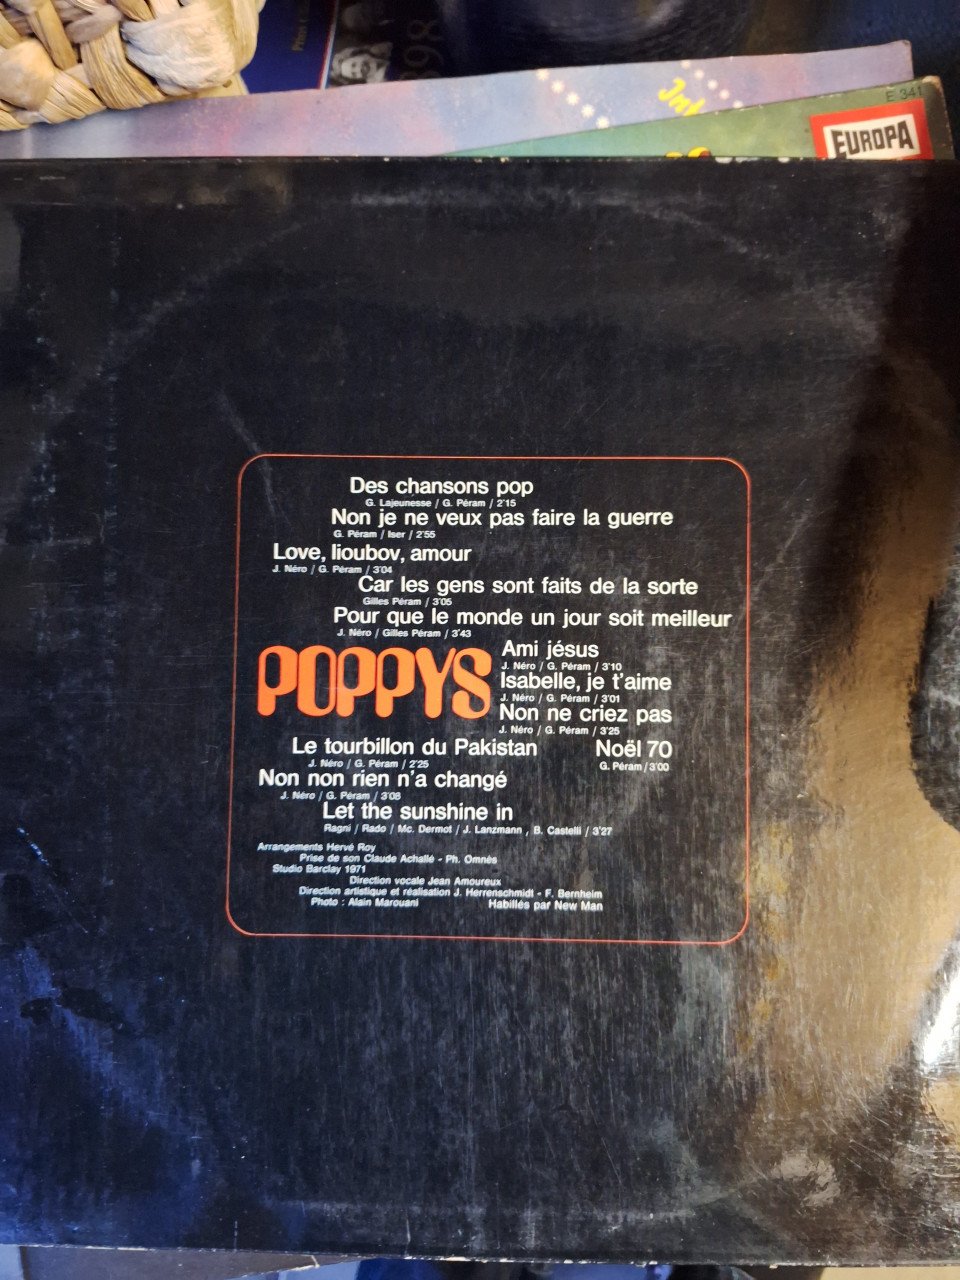 E 341
EUROPA
Des chansons pop
G. Lajeunesse / G. Péram / 2'15
Non je ne veux pas faire la guerre
G. Péram / Iser / 2'55
Love, lioubov, amour
J. Néro / G. Péram / 3'04
Car les gens sont faits de la sorte
Gilles Péram / 3'05
Pour que le monde un jour soit meilleur
J. Néro / Gilles Péram / 3'43
POPPYS
Ami jésus
J. Néro / G. Péram / 3'10
Isabelle, je t'aime
J. Néro / G. Péram / 3'01
Non ne criez pas
J. Néro / G. Péram / 3'25
Le tourbillon du Pakistan
J. Néro / G. Péram / 2'25
Noël 70
G. Péram / 3'00
Non non rien n'a changé
J. Néro / G. Péram / 3'08
Let the sunshine in
Ragni / Rado / Mc. Dermot / J. Lanzmann , B. Castelli / 3'27
Arrangements Hervé Roy
Prise de son Claude Achallé - Ph. Omnès
Studio Barclay 1971
Direction vocale Jean Amoureux
Direction artistique et réalisation J. Herrenschmidt - F. Bernheim
Photo : Alain Marouani
Habillés par New Man